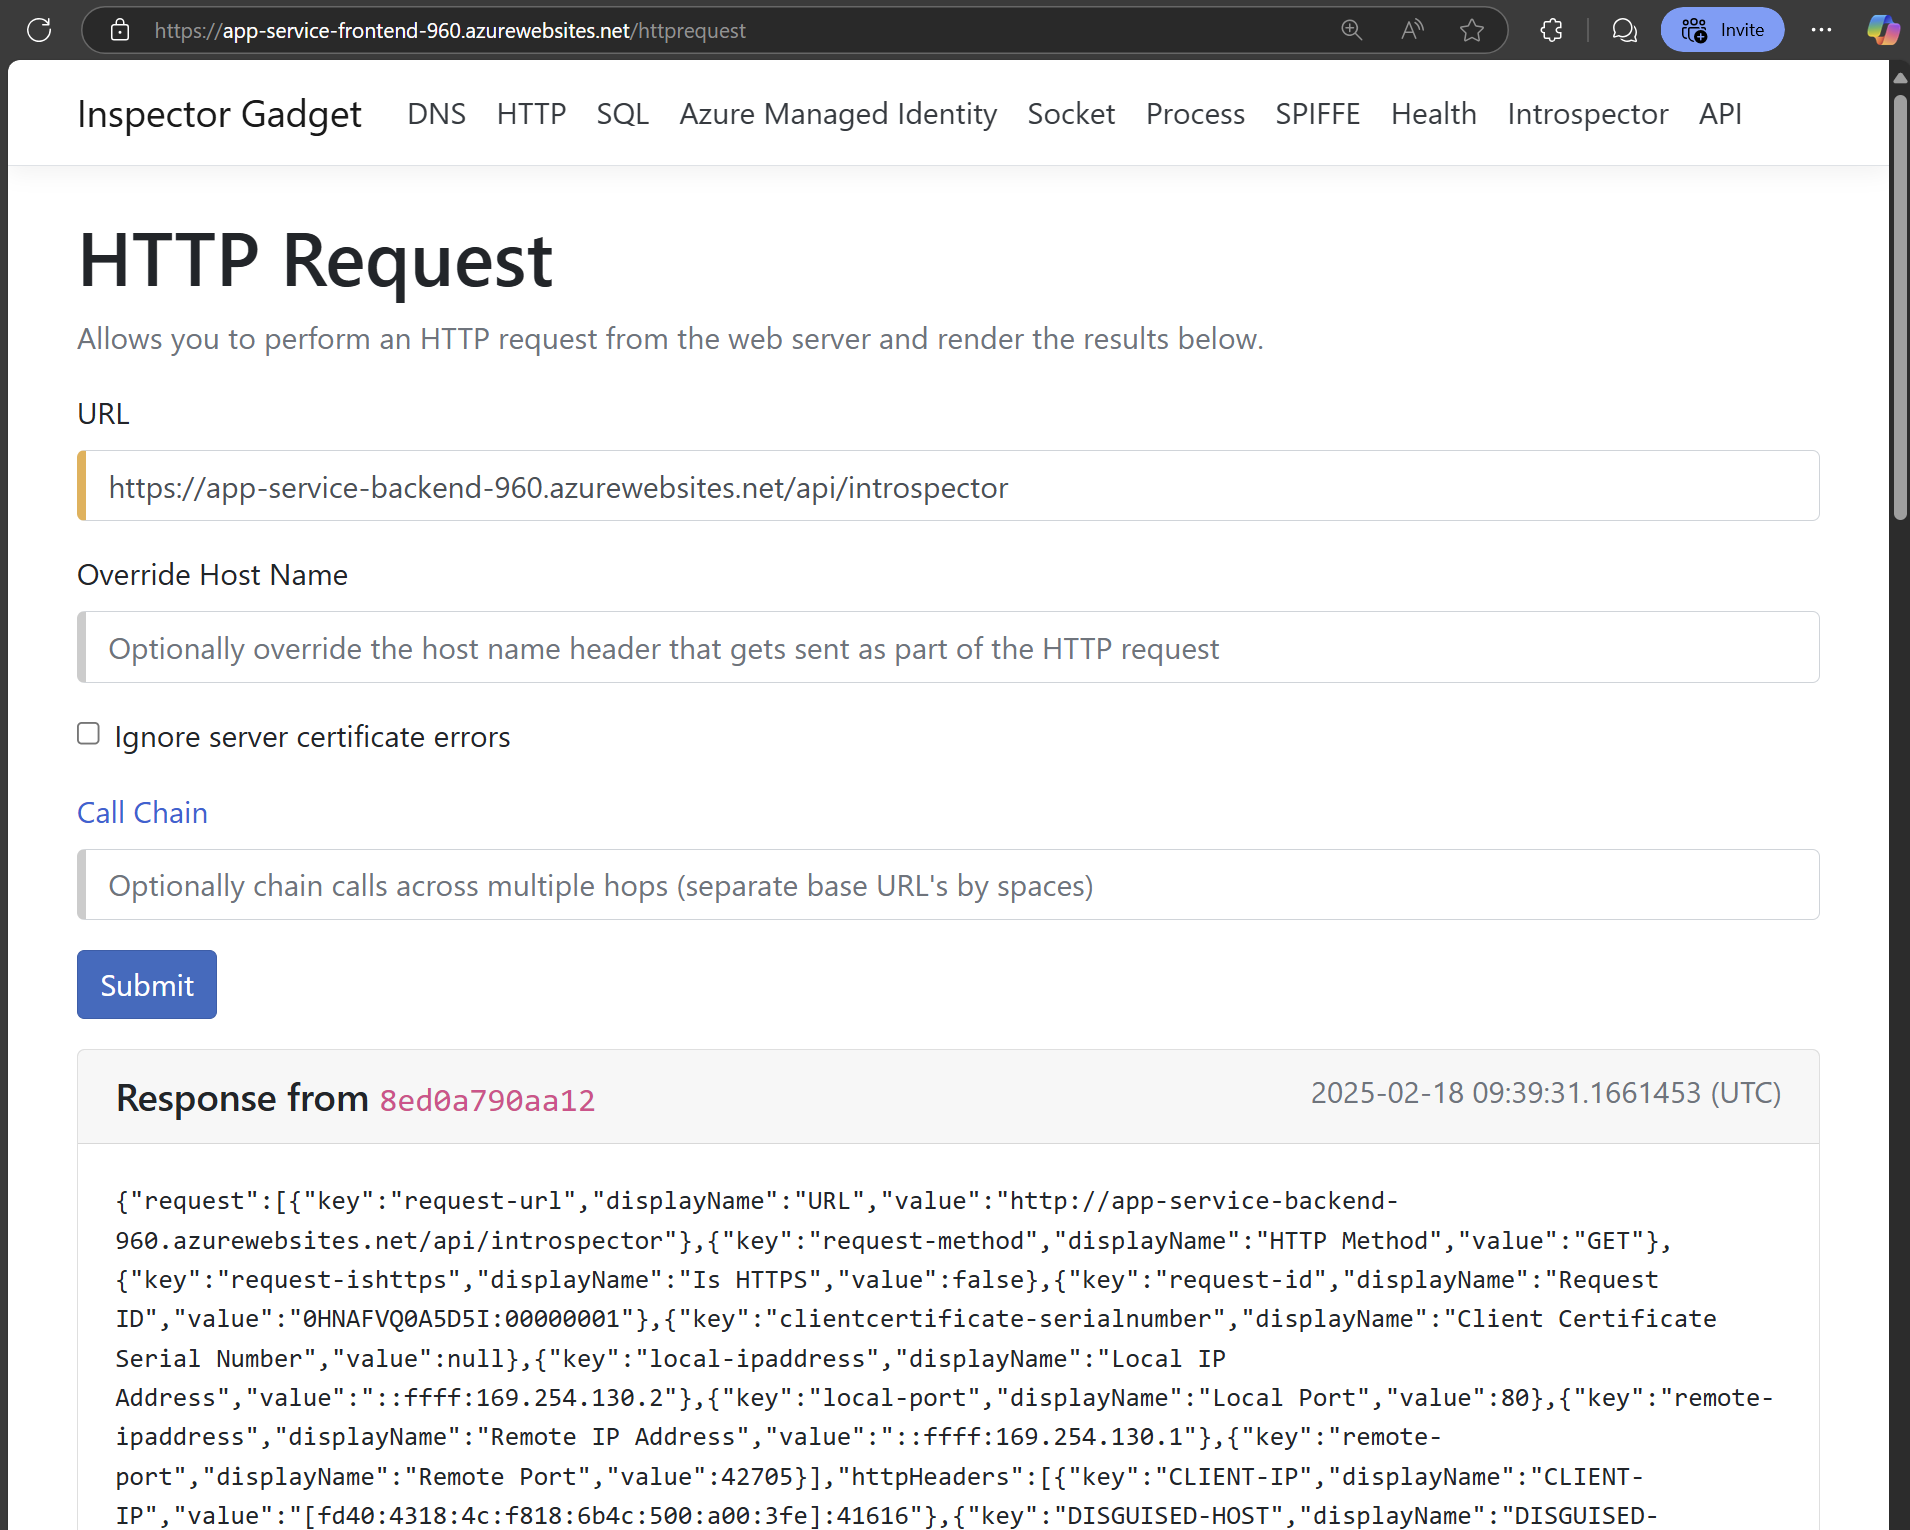 https://app-service-frontend-960.azurewebsites.net/httprequest
Invite
Inspector Gadget DNS HTTP SQL Azure Managed Identity Socket Process SPIFFE Health Introspector API
HTTP Request
Allows you to perform an HTTP request from the web server and render the results below.
URL
https://app-service-backend-960.azurewebsites.net/api/introspector
Override Host Name
Optionally override the host name header that gets sent as part of the HTTP request
Ignore server certificate errors
Call Chain
Optionally chain calls across multiple hops (separate base URL's by spaces)
Submit
Response from 8ed0a790aa12 2025-02-18 09:39:31.1661453 (UTC)
{"request":[{"key":"request-url","displayName":"URL","value":"http://app-service-backend-
960.azurewebsites.net/api/introspector"},{"key":"request-method","displayName":"HTTP Method","value":"GET"},
{"key":"request-ishttps","displayName":"Is HTTPS","value":false},{"key":"request-id","displayName":"Request
ID","value":"0HNAFVQ0A5D5I:00000001"},{"key":"clientcertificate-serialnumber","displayName":"Client Certificate
Serial Number","value":null},{"key":"local-ipaddress","displayName":"Local IP
Address","value":"::ffff:169.254.130.2"},{"key":"local-port","displayName":"Local Port","value":80},{"key":"remote-
ipaddress","displayName":"Remote IP Address","value":"::ffff:169.254.130.1"},{"key":"remote-
port","displayName":"Remote Port","value":42705}],"httpHeaders":[{"key":"CLIENT-IP","displayName":"CLIENT-
IP","value":"[fd40:4318:4c:f818:6b4c:500:a00:3fe]:41616"},{"key":"DISGUISED-HOST","displayName":"DISGUISED-